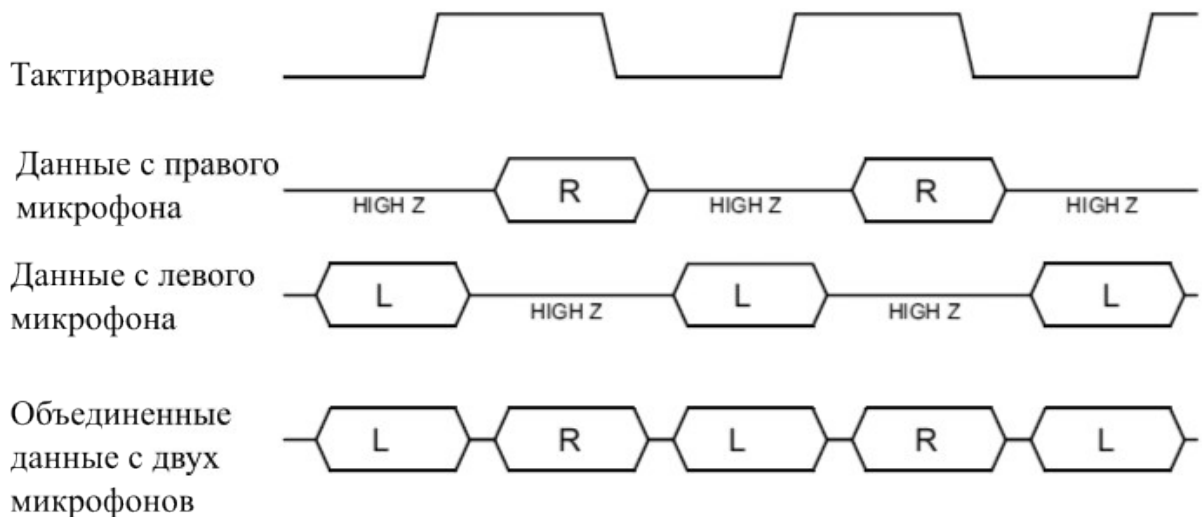 Тактирование
Данные с правого
микрофона
HIGH Z
R
HIGH Z
R
HIGH Z
Данные с левого
микрофона
L
HIGH Z
L
HIGH Z
L
Объединенные
данные с двух
микрофонов
L
R
L
R
L